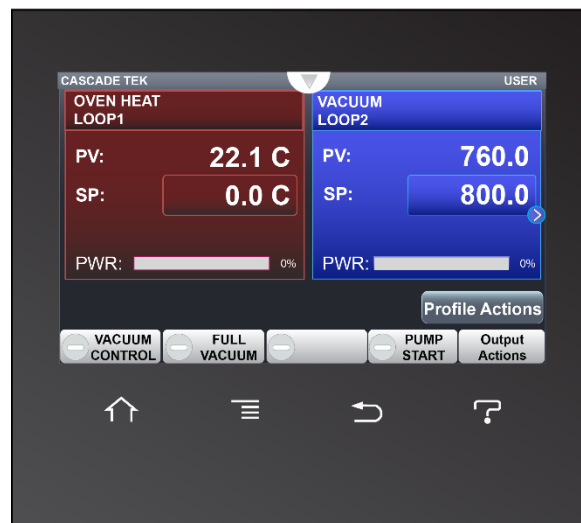 CASCADE TEK
USER
OVEN HEAT
LOOP1
PV: 22.1 C
SP: 0.0 C
PWR: 0%
VACUUM
LOOP2
PV: 760.0
SP: 800.0
PWR: 0%
Profile Actions
VACUUM
CONTROL
FULL
VACUUM
PUMP
START
Output
Actions